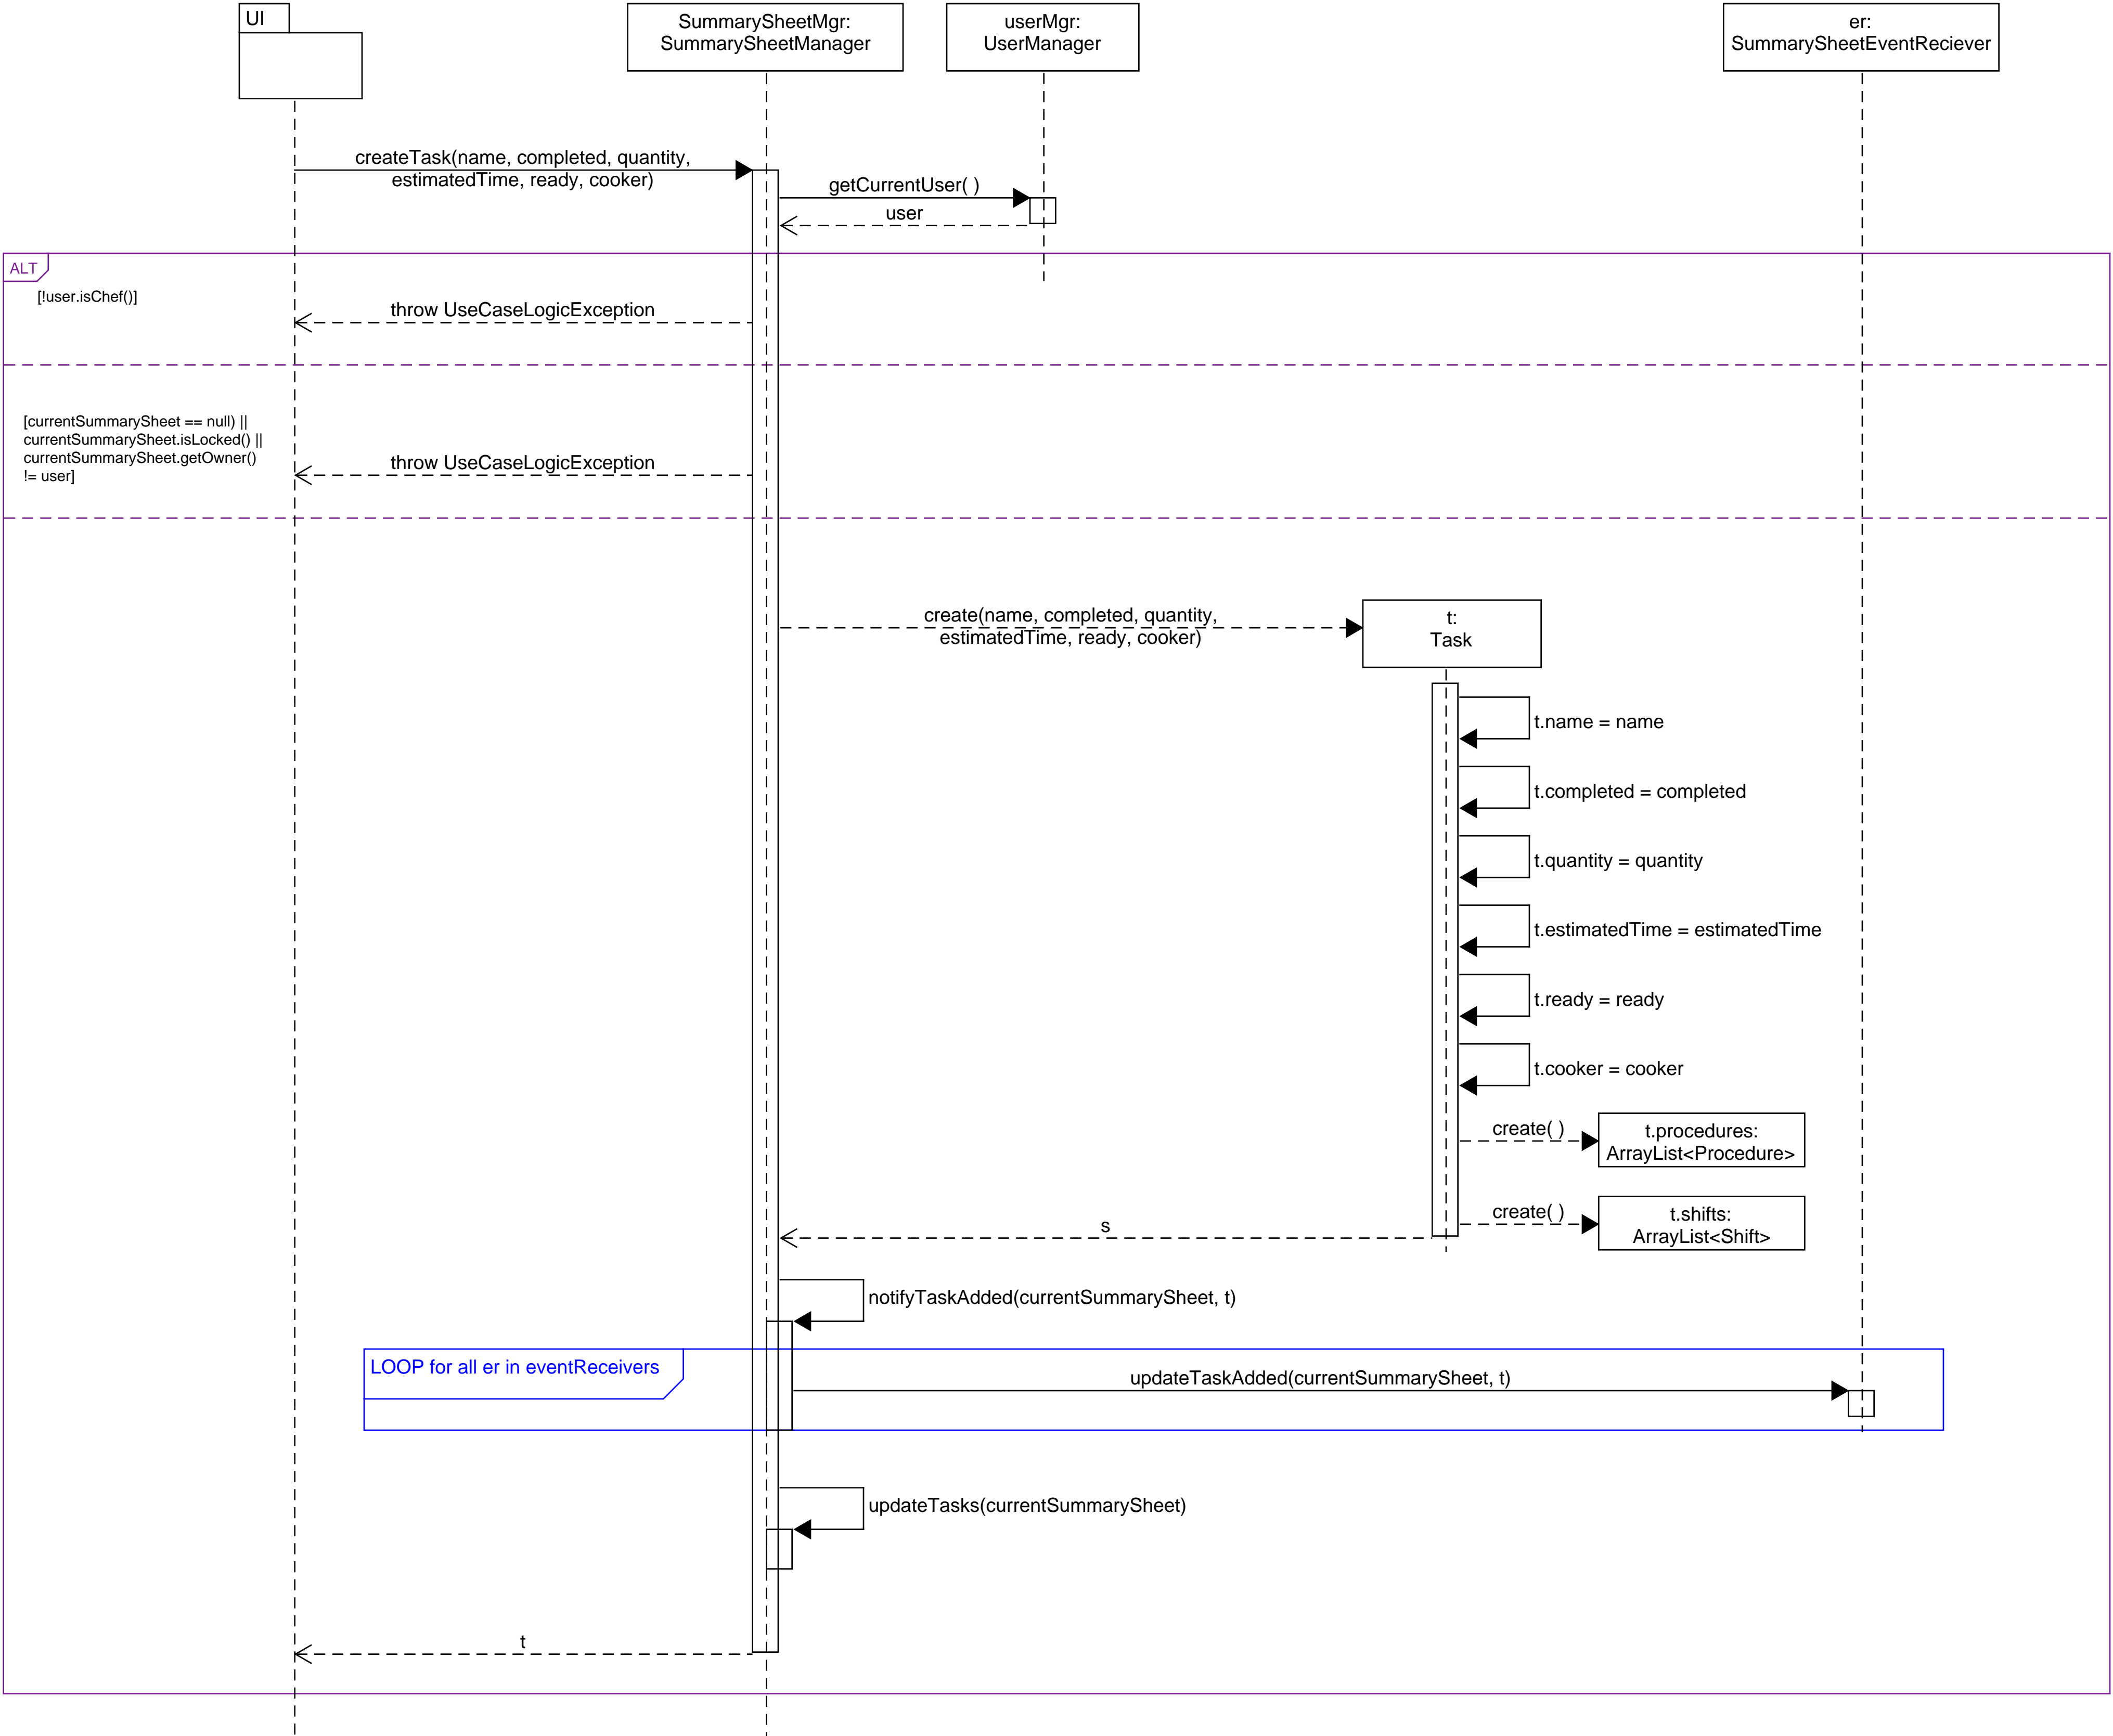 UI
SummarySheetMgr:
SummarySheetManager
userMgr:
UserManager
er:
SummarySheetEventReciever
createTask(name, completed, quantity,
estimatedTime, ready, cooker)
getCurrentUser( )
user
ALT
[!user.isChef()]
throw UseCaseLogicException
[currentSummarySheet == null) ||
currentSummarySheet.isLocked() ||
currentSummarySheet.getOwner()
!= user]
throw UseCaseLogicException
create(name, completed, quantity,
estimatedTime, ready, cooker)
t:
Task
t.name = name
t.completed = completed
t.quantity = quantity
t.estimatedTime = estimatedTime
t.ready = ready
t.cooker = cooker
create( )
t.procedures:
ArrayList<Procedure>
create( )
t.shifts:
ArrayList<Shift>
s
notifyTaskAdded(currentSummarySheet, t)
LOOP for all er in eventReceivers
updateTaskAdded(currentSummarySheet, t)
updateTasks(currentSummarySheet)
t